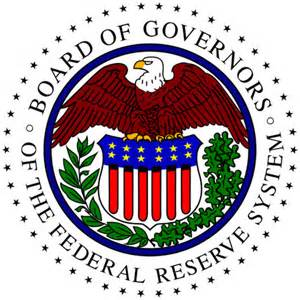 BOARD OF GOVERNORS
OF THE FEDERAL RESERVE SYSTEM